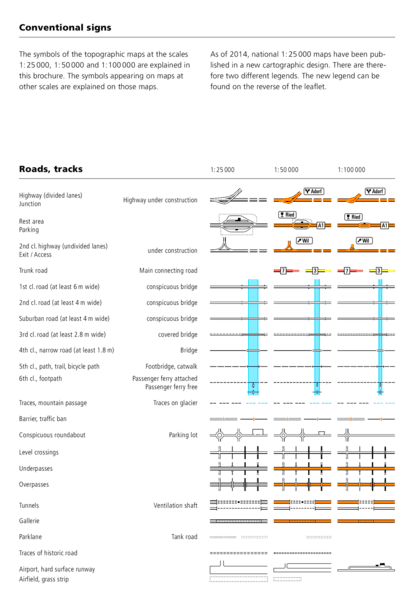 Conventional signs
The symbols of the topographic maps at the scales
1:25 000, 1:50 000 and 1:100 000 are explained in
this brochure. The symbols appearing on maps at
other scales are explained on those maps.
As of 2014, national 1:25 000 maps have been pub-
lished in a new cartographic design. There are there-
fore two different legends. The new legend can be
found on the reverse of the leaflet.
Roads, tracks 1:25 000 1:50 000 1:100 000
Highway (divided lanes)
Junction
Highway under construction
Adorf
Adorf
Rest area
Parking
Ried
A1
Ried
A1
2nd cl. highway (undivided lanes)
Exit / Access
under construction
Wil
Wil
Trunk road Main connecting road 7 3 7 3
1st cl. road (at least 6 m wide) conspicuous bridge
2nd cl. road (at least 4 m wide) conspicuous bridge
Suburban road (at least 4 m wide) conspicuous bridge
3rd cl. road (at least 2.8 m wide) covered bridge
4th cl., narrow road (at least 1.8 m) Bridge
5th cl., path, trail, bicycle path Footbridge, catwalk
6th cl., footpath Passenger ferry attached
Passenger ferry free
Traces, mountain passage Traces on glacier
Barrier, traffic ban
Conspicuous roundabout Parking lot
Level crossings
Underpasses
Overpasses
Tunnels Ventilation shaft
Gallerie
Parklane Tank road
Traces of historic road
Airport, hard surface runway
Airfield, grass strip